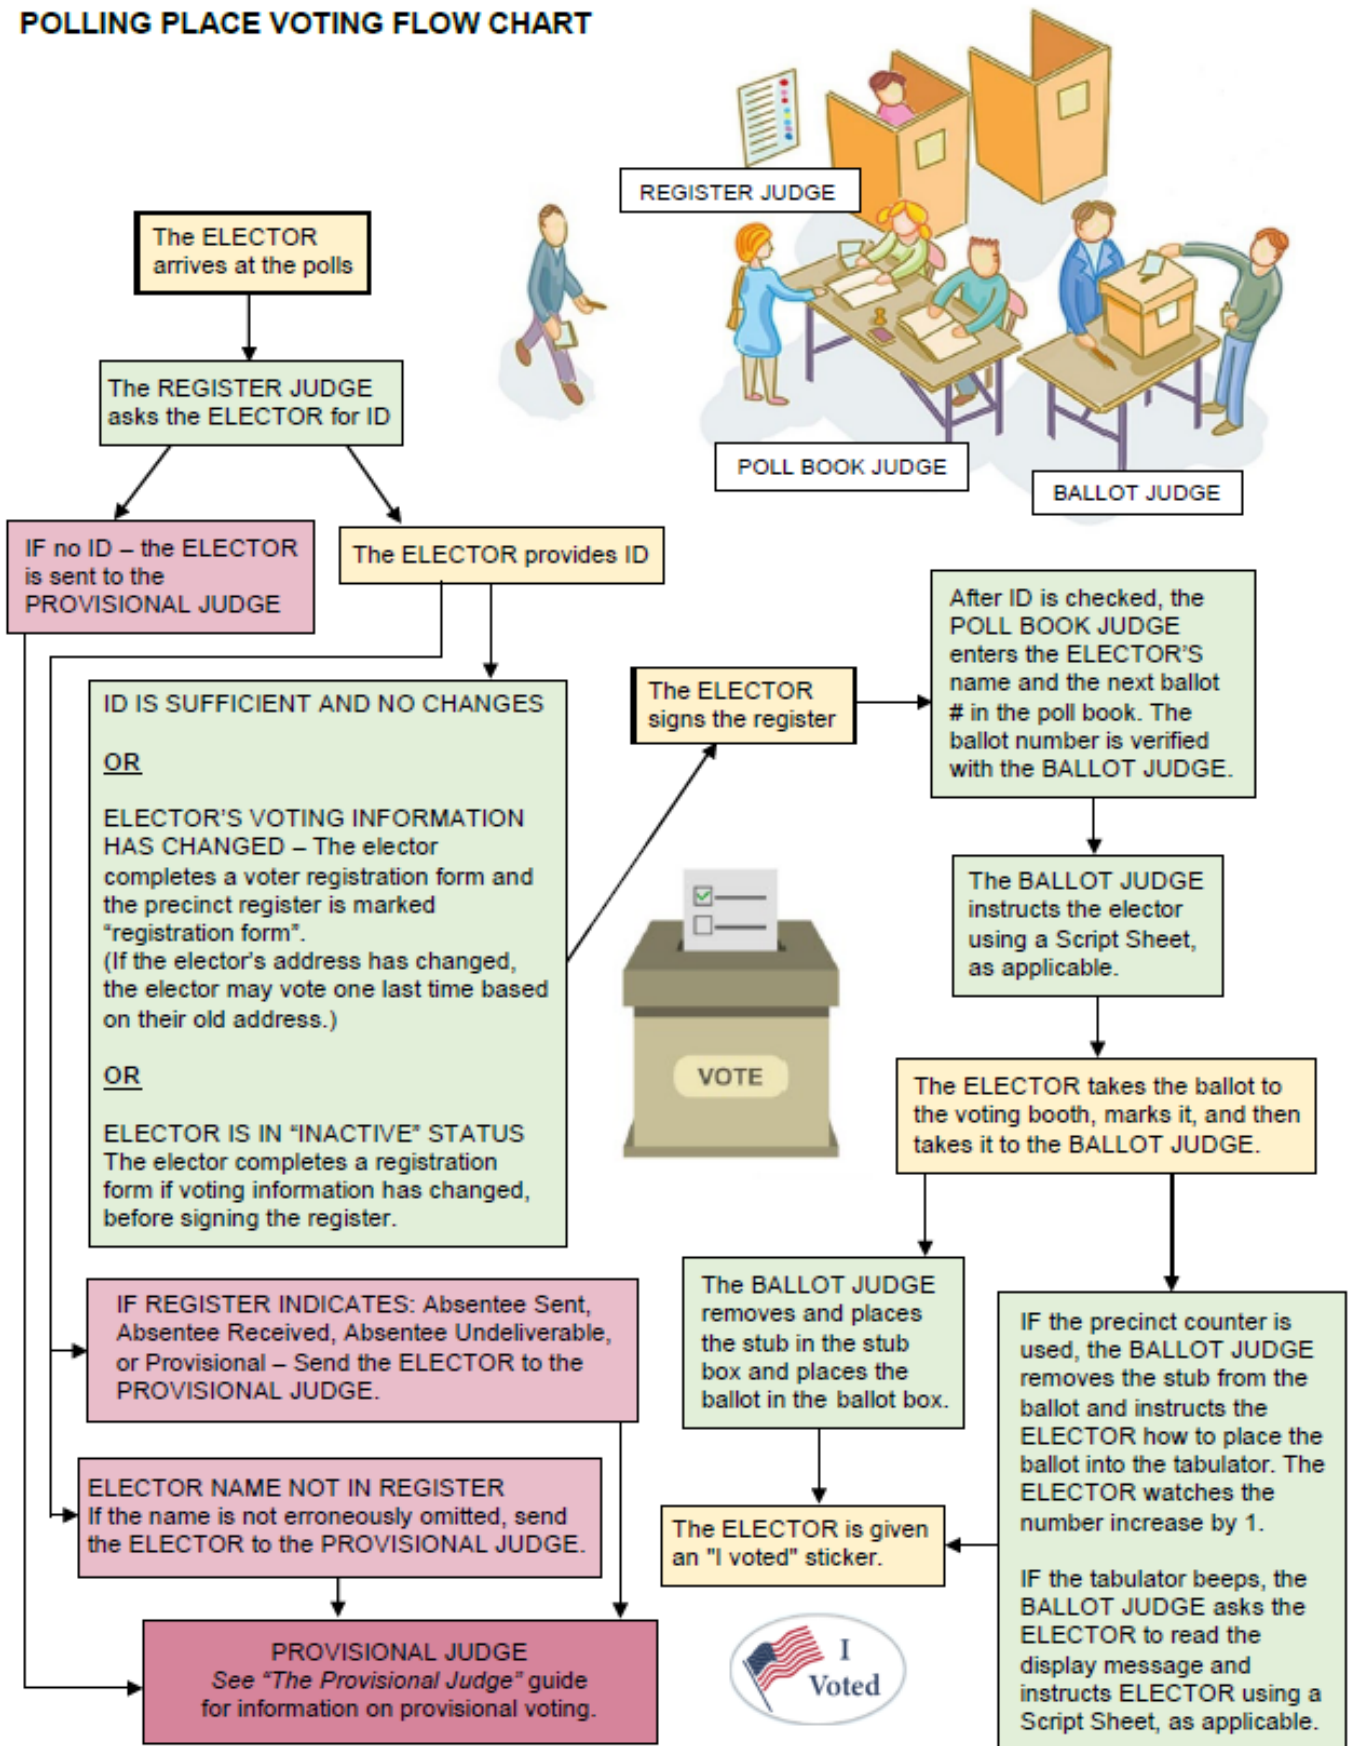 POLLING PLACE VOTING FLOW CHART
REGISTER JUDGE
POLL BOOK JUDGE
BALLOT JUDGE
The ELECTOR
arrives at the polls
The REGISTER JUDGE
asks the ELECTOR for ID
IF no ID – the ELECTOR
is sent to the
PROVISIONAL JUDGE
The ELECTOR provides ID
ID IS SUFFICIENT AND NO CHANGES
OR
ELECTOR'S VOTING INFORMATION
HAS CHANGED – The elector
completes a voter registration form and
the precinct register is marked
“registration form”.
(If the elector's address has changed,
the elector may vote one last time based
on their old address.)
OR
ELECTOR IS IN “INACTIVE” STATUS
The elector completes a registration
form if voting information has changed,
before signing the register.
The ELECTOR
signs the register
After ID is checked, the
POLL BOOK JUDGE
enters the ELECTOR'S
name and the next ballot
# in the poll book. The
ballot number is verified
with the BALLOT JUDGE.
The BALLOT JUDGE
instructs the elector
using a Script Sheet,
as applicable.
VOTE
The ELECTOR takes the ballot to
the voting booth, marks it, and then
takes it to the BALLOT JUDGE.
The BALLOT JUDGE
removes and places
the stub in the stub
box and places the
ballot in the ballot box.
IF the precinct counter is
used, the BALLOT JUDGE
removes the stub from the
ballot and instructs the
ELECTOR how to place the
ballot into the tabulator. The
ELECTOR watches the
number increase by 1.
IF the tabulator beeps, the
BALLOT JUDGE asks the
ELECTOR to read the
display message and
instructs ELECTOR using a
Script Sheet, as applicable.
The ELECTOR is given
an "I voted" sticker.
I
Voted
IF REGISTER INDICATES: Absentee Sent,
Absentee Received, Absentee Undeliverable,
or Provisional – Send the ELECTOR to the
PROVISIONAL JUDGE.
ELECTOR NAME NOT IN REGISTER
If the name is not erroneously omitted, send
the ELECTOR to the PROVISIONAL JUDGE.
PROVISIONAL JUDGE
See “The Provisional Judge” guide
for information on provisional voting.